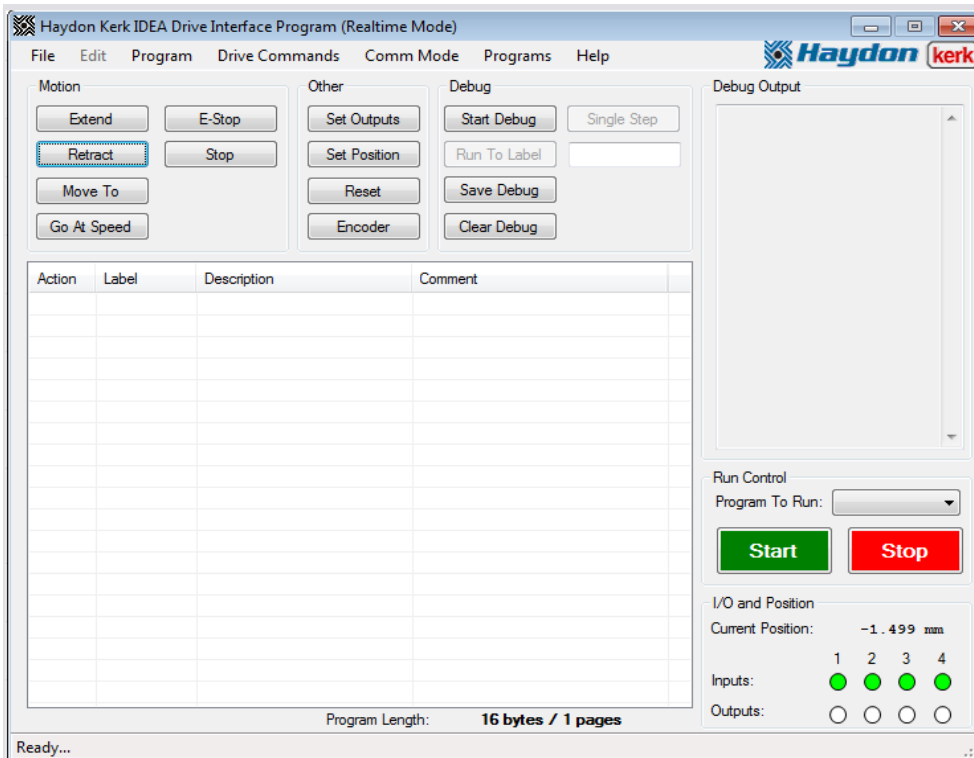 Haydon Kerk IDEA Drive Interface Program (Realtime Mode)
File Edit Program Drive Commands Comm Mode Programs Help
Haydon kerk
Motion
Extend E-Stop
Retract Stop
Move To
Go At Speed
Other
Set Outputs
Set Position
Reset
Encoder
Debug
Start Debug Single Step
Run To Label
Save Debug
Clear Debug
Debug Output
Action Label Description Comment
Program Length: 16 bytes / 1 pages
Run Control
Program To Run:
Start Stop
I/O and Position
Current Position: -1.499 mm
1 2 3 4
Inputs:
Outputs:
Ready...